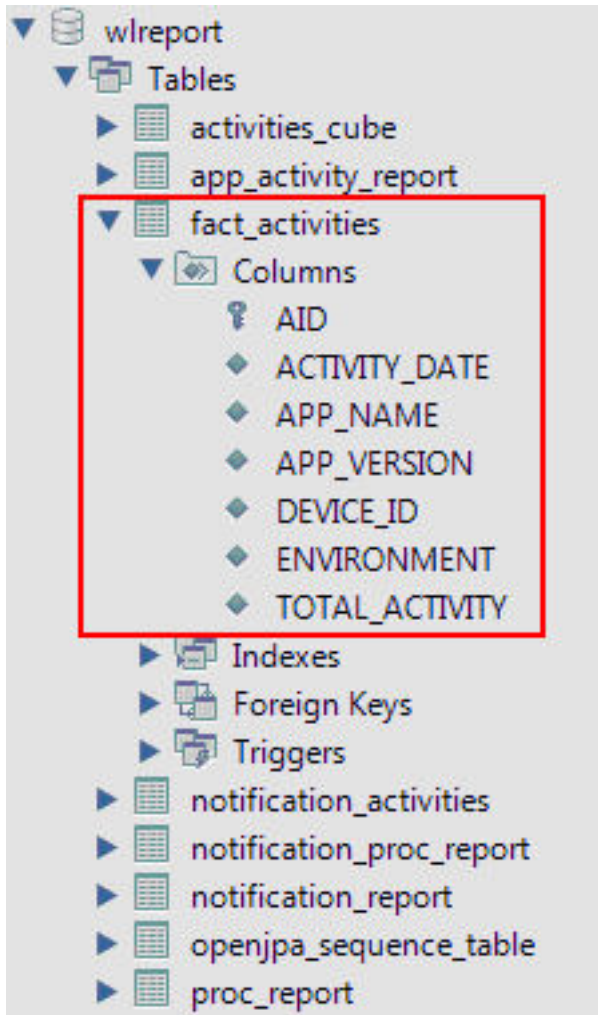 wlreport
Tables
activities_cube
app_activity_report
fact_activities
Columns
AID
ACTIVITY_DATE
APP_NAME
APP_VERSION
DEVICE_ID
ENVIRONMENT
TOTAL_ACTIVITY
Indexes
Foreign Keys
Triggers
notification_activities
notification_proc_report
notification_report
openjpa_sequence_table
proc_report